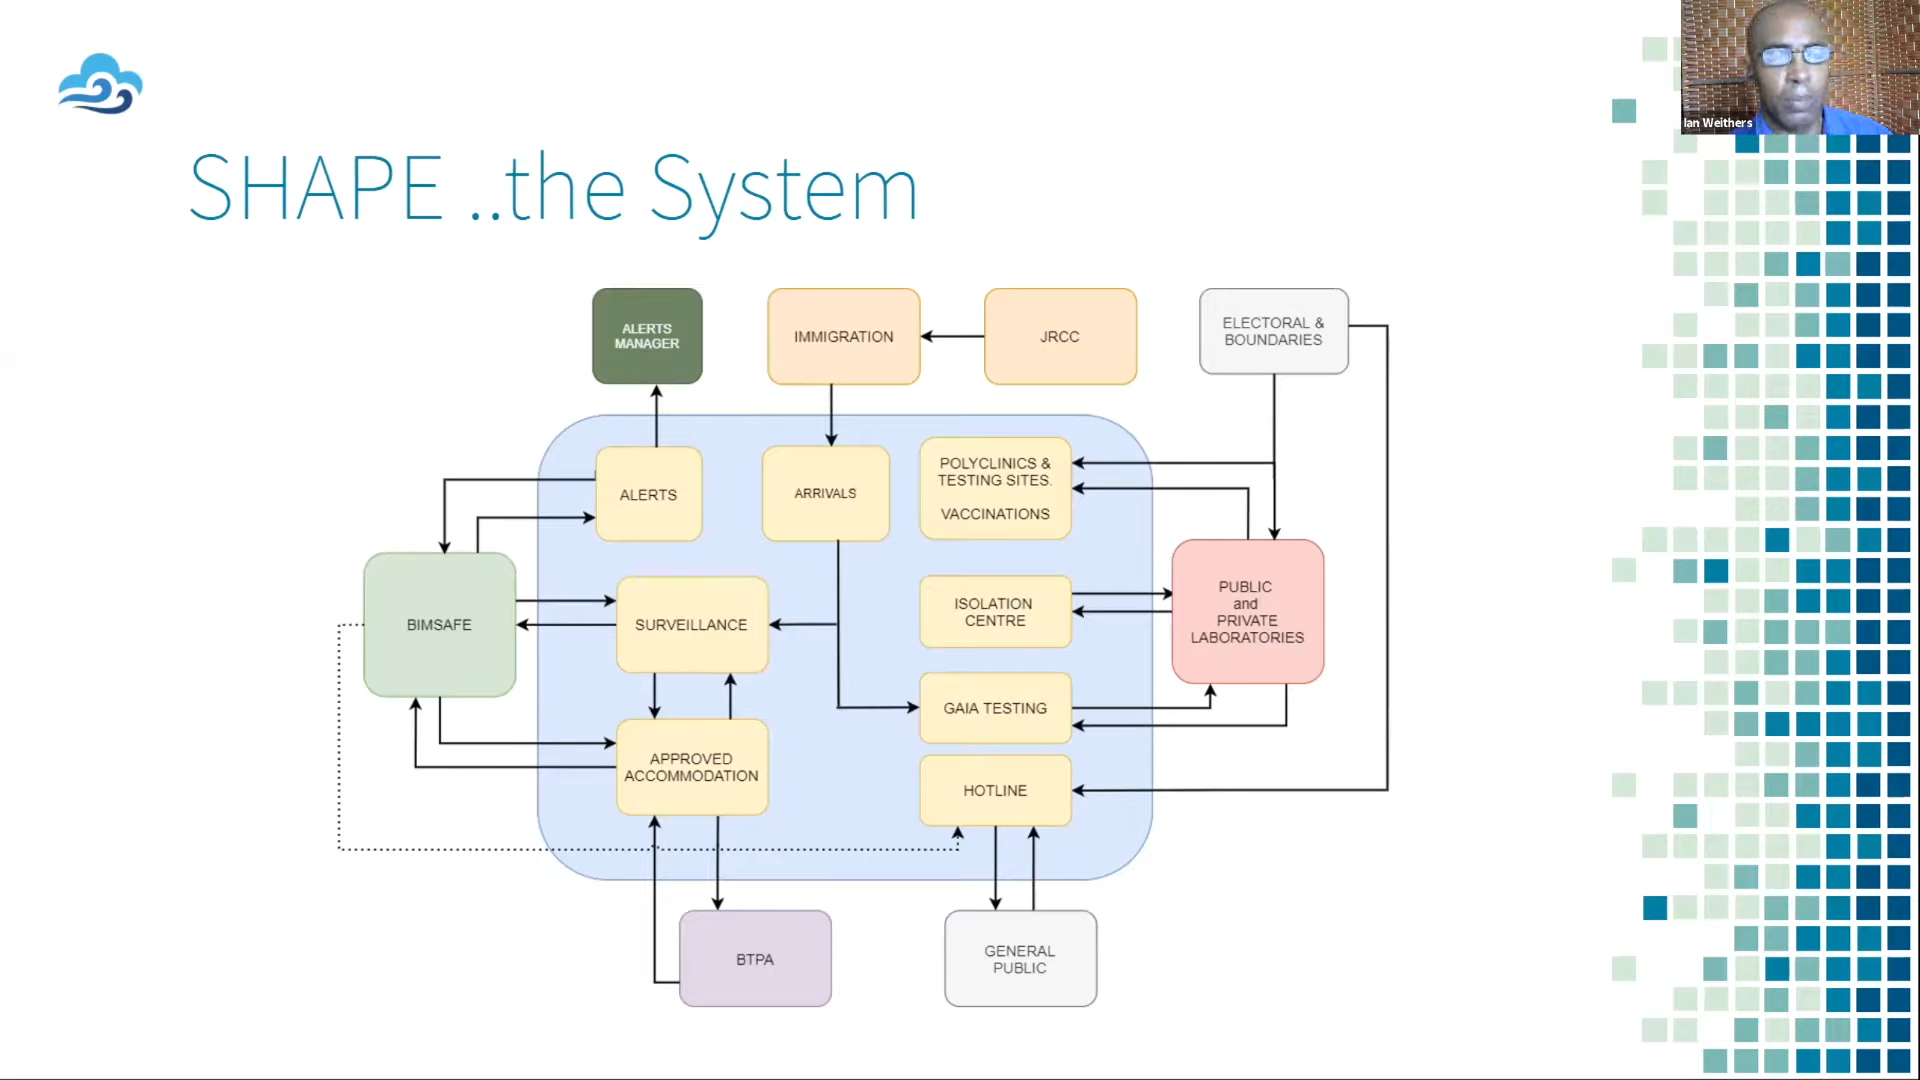 Ian Weithers
SHAPE ..the System
ALERTS
MANAGER
IMMIGRATION
JRCC
ELECTORAL &
BOUNDARIES
ALERTS
ARRIVALS
POLYCLINICS &
TESTING SITES.
VACCINATIONS
BIMSAFE
SURVEILLANCE
ISOLATION
CENTRE
PUBLIC
and
PRIVATE
LABORATORIES
GAIA TESTING
APPROVED
ACCOMMODATION
HOTLINE
BTPA
GENERAL
PUBLIC